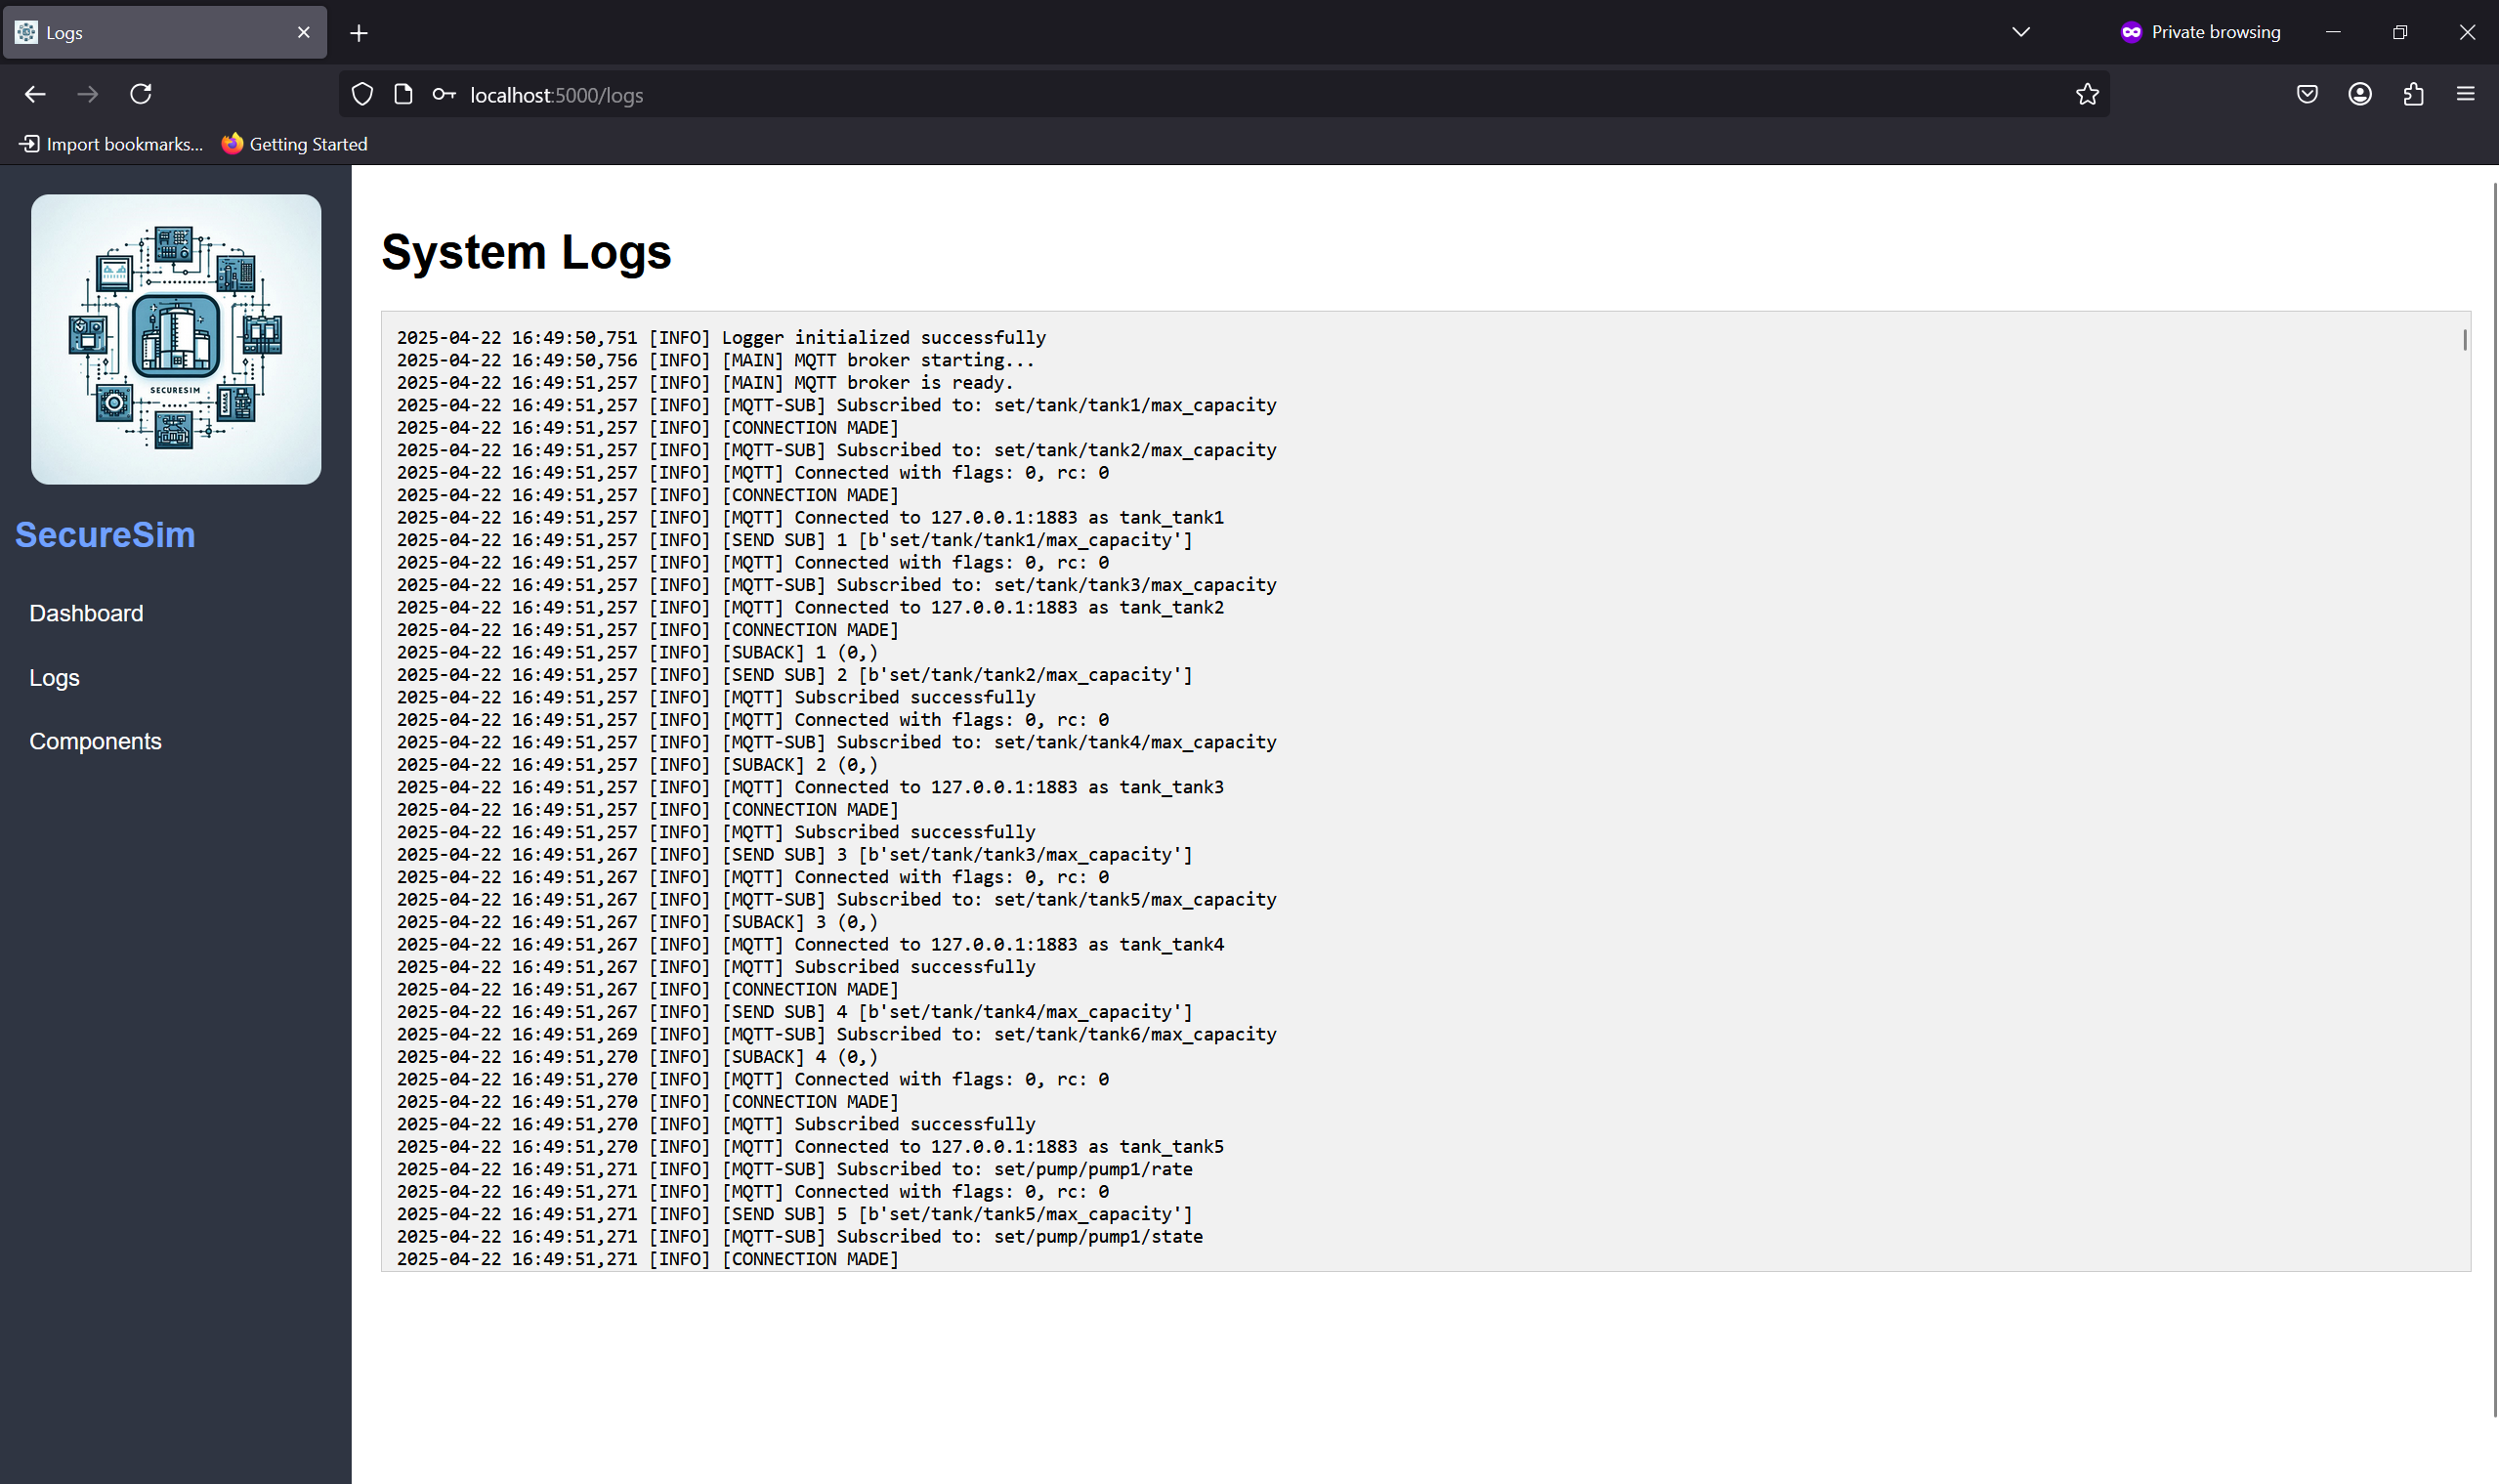 Logs
Private browsing
localhost:5000/logs
Import bookmarks...
Getting Started
SECURESIM
SecureSim
Dashboard
Logs
Components
System Logs
2025-04-22 16:49:50,751 [INFO] Logger initialized successfully
2025-04-22 16:49:50,756 [INFO] [MAIN] MQTT broker starting...
2025-04-22 16:49:51,257 [INFO] [MAIN] MQTT broker is ready.
2025-04-22 16:49:51,257 [INFO] [MQTT-SUB] Subscribed to: set/tank/tank1/max_capacity
2025-04-22 16:49:51,257 [INFO] [CONNECTION MADE]
2025-04-22 16:49:51,257 [INFO] [MQTT-SUB] Subscribed to: set/tank/tank2/max_capacity
2025-04-22 16:49:51,257 [INFO] [MQTT] Connected with flags: 0, rc: 0
2025-04-22 16:49:51,257 [INFO] [CONNECTION MADE]
2025-04-22 16:49:51,257 [INFO] [MQTT] Connected to 127.0.0.1:1883 as tank_tank1
2025-04-22 16:49:51,257 [INFO] [SEND SUB] 1 [b'set/tank/tank1/max_capacity']
2025-04-22 16:49:51,257 [INFO] [MQTT] Connected with flags: 0, rc: 0
2025-04-22 16:49:51,257 [INFO] [MQTT-SUB] Subscribed to: set/tank/tank3/max_capacity
2025-04-22 16:49:51,257 [INFO] [MQTT] Connected to 127.0.0.1:1883 as tank_tank2
2025-04-22 16:49:51,257 [INFO] [CONNECTION MADE]
2025-04-22 16:49:51,257 [INFO] [SUBACK] 1 (0,)
2025-04-22 16:49:51,257 [INFO] [SEND SUB] 2 [b'set/tank/tank2/max_capacity']
2025-04-22 16:49:51,257 [INFO] [MQTT] Subscribed successfully
2025-04-22 16:49:51,257 [INFO] [MQTT] Connected with flags: 0, rc: 0
2025-04-22 16:49:51,257 [INFO] [MQTT-SUB] Subscribed to: set/tank/tank4/max_capacity
2025-04-22 16:49:51,257 [INFO] [SUBACK] 2 (0,)
2025-04-22 16:49:51,257 [INFO] [MQTT] Connected to 127.0.0.1:1883 as tank_tank3
2025-04-22 16:49:51,257 [INFO] [CONNECTION MADE]
2025-04-22 16:49:51,257 [INFO] [MQTT] Subscribed successfully
2025-04-22 16:49:51,267 [INFO] [SEND SUB] 3 [b'set/tank/tank3/max_capacity']
2025-04-22 16:49:51,267 [INFO] [MQTT] Connected with flags: 0, rc: 0
2025-04-22 16:49:51,267 [INFO] [MQTT-SUB] Subscribed to: set/tank/tank5/max_capacity
2025-04-22 16:49:51,267 [INFO] [SUBACK] 3 (0,)
2025-04-22 16:49:51,267 [INFO] [MQTT] Connected to 127.0.0.1:1883 as tank_tank4
2025-04-22 16:49:51,267 [INFO] [MQTT] Subscribed successfully
2025-04-22 16:49:51,267 [INFO] [CONNECTION MADE]
2025-04-22 16:49:51,267 [INFO] [SEND SUB] 4 [b'set/tank/tank4/max_capacity']
2025-04-22 16:49:51,269 [INFO] [MQTT-SUB] Subscribed to: set/tank/tank6/max_capacity
2025-04-22 16:49:51,270 [INFO] [SUBACK] 4 (0,)
2025-04-22 16:49:51,270 [INFO] [MQTT] Connected with flags: 0, rc: 0
2025-04-22 16:49:51,270 [INFO] [CONNECTION MADE]
2025-04-22 16:49:51,270 [INFO] [MQTT] Subscribed successfully
2025-04-22 16:49:51,270 [INFO] [MQTT] Connected to 127.0.0.1:1883 as tank_tank5
2025-04-22 16:49:51,271 [INFO] [MQTT-SUB] Subscribed to: set/pump/pump1/rate
2025-04-22 16:49:51,271 [INFO] [MQTT] Connected with flags: 0, rc: 0
2025-04-22 16:49:51,271 [INFO] [SEND SUB] 5 [b'set/tank/tank5/max_capacity']
2025-04-22 16:49:51,271 [INFO] [MQTT-SUB] Subscribed to: set/pump/pump1/state
2025-04-22 16:49:51,271 [INFO] [CONNECTION MADE]